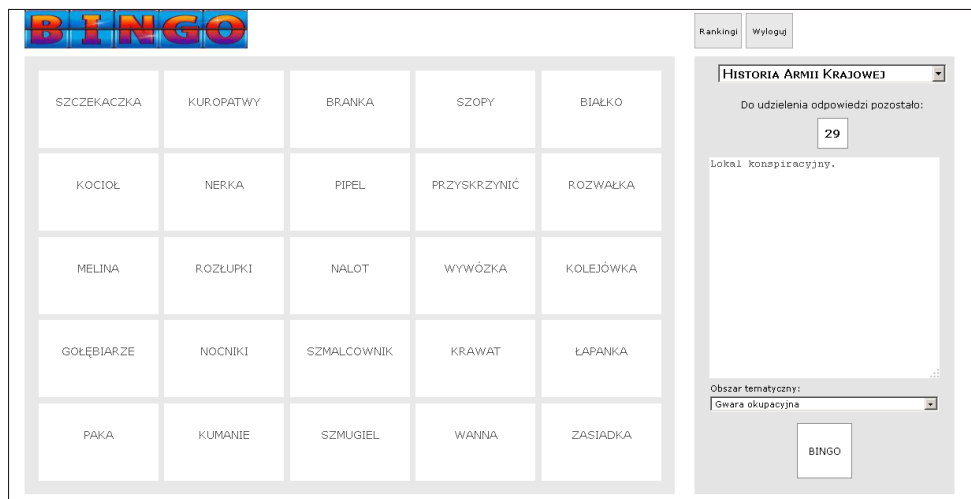 BINGO
Rankingi Wyloguj
SZCZEKACZKA KUROPATWY BRANKA SZOPY BIAŁKO
KOCIOŁ NERKA PIPEL PRZYSKRZYNIĆ ROZWAŁKA
MELINA ROZŁUPKI NALOT WYWÓZKA KOLEJÓWKA
GOŁĘBIARZE NOCNIKI SZMALCOWNIK KRAWAT ŁAPANKA
PAKA KUMANIE SZMUGIEL WANNA ZASIADKA
Historia Armii Krajowej
Do udzielenia odpowiedzi pozostało:
29
Lokal konspiracyjny.
Obszar tematyczny:
Gwara okupacyjna
BINGO